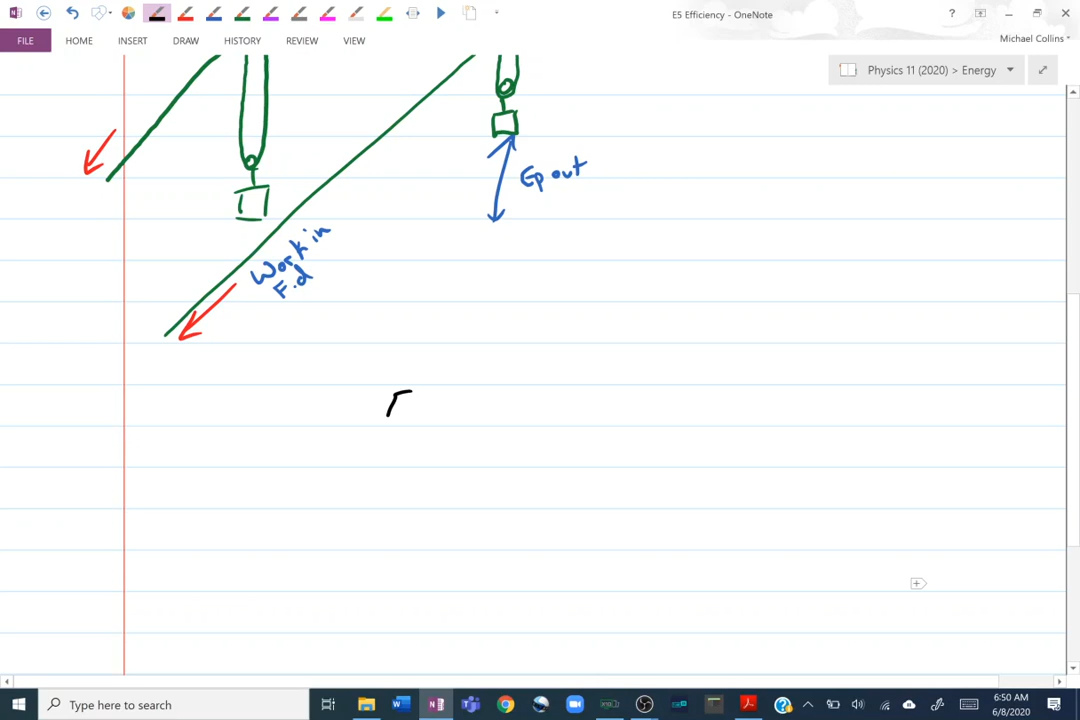 E5 Efficiency - OneNote
?
Michael Collins
FILE
HOME
INSERT
DRAW
HISTORY
REVIEW
VIEW
Physics 11 (2020) > Energy
Ep out
Work in
F.d
Type here to search
6:50 AM
6/8/2020